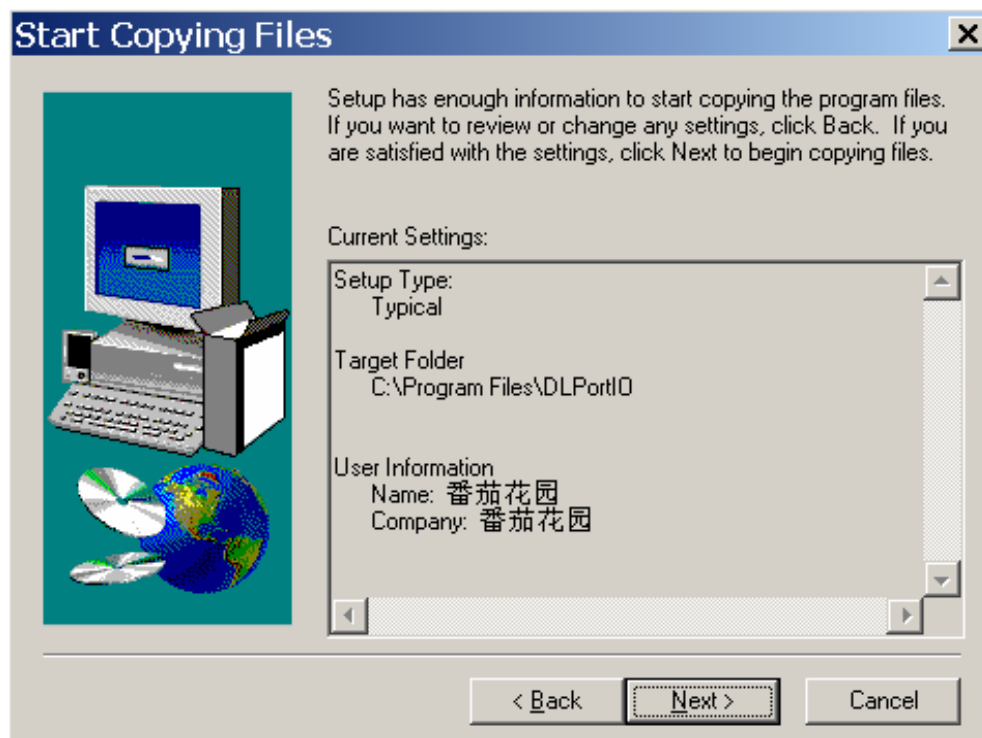 Start Copying Files
Setup has enough information to start copying the program files.
If you want to review or change any settings, click Back. If you
are satisfied with the settings, click Next to begin copying files.
Current Settings:
Setup Type:
Typical
Target Folder
C:\Program Files\DLPortIO
User Information
Name: 番茄花园
Company: 番茄花园
< Back
Next >
Cancel